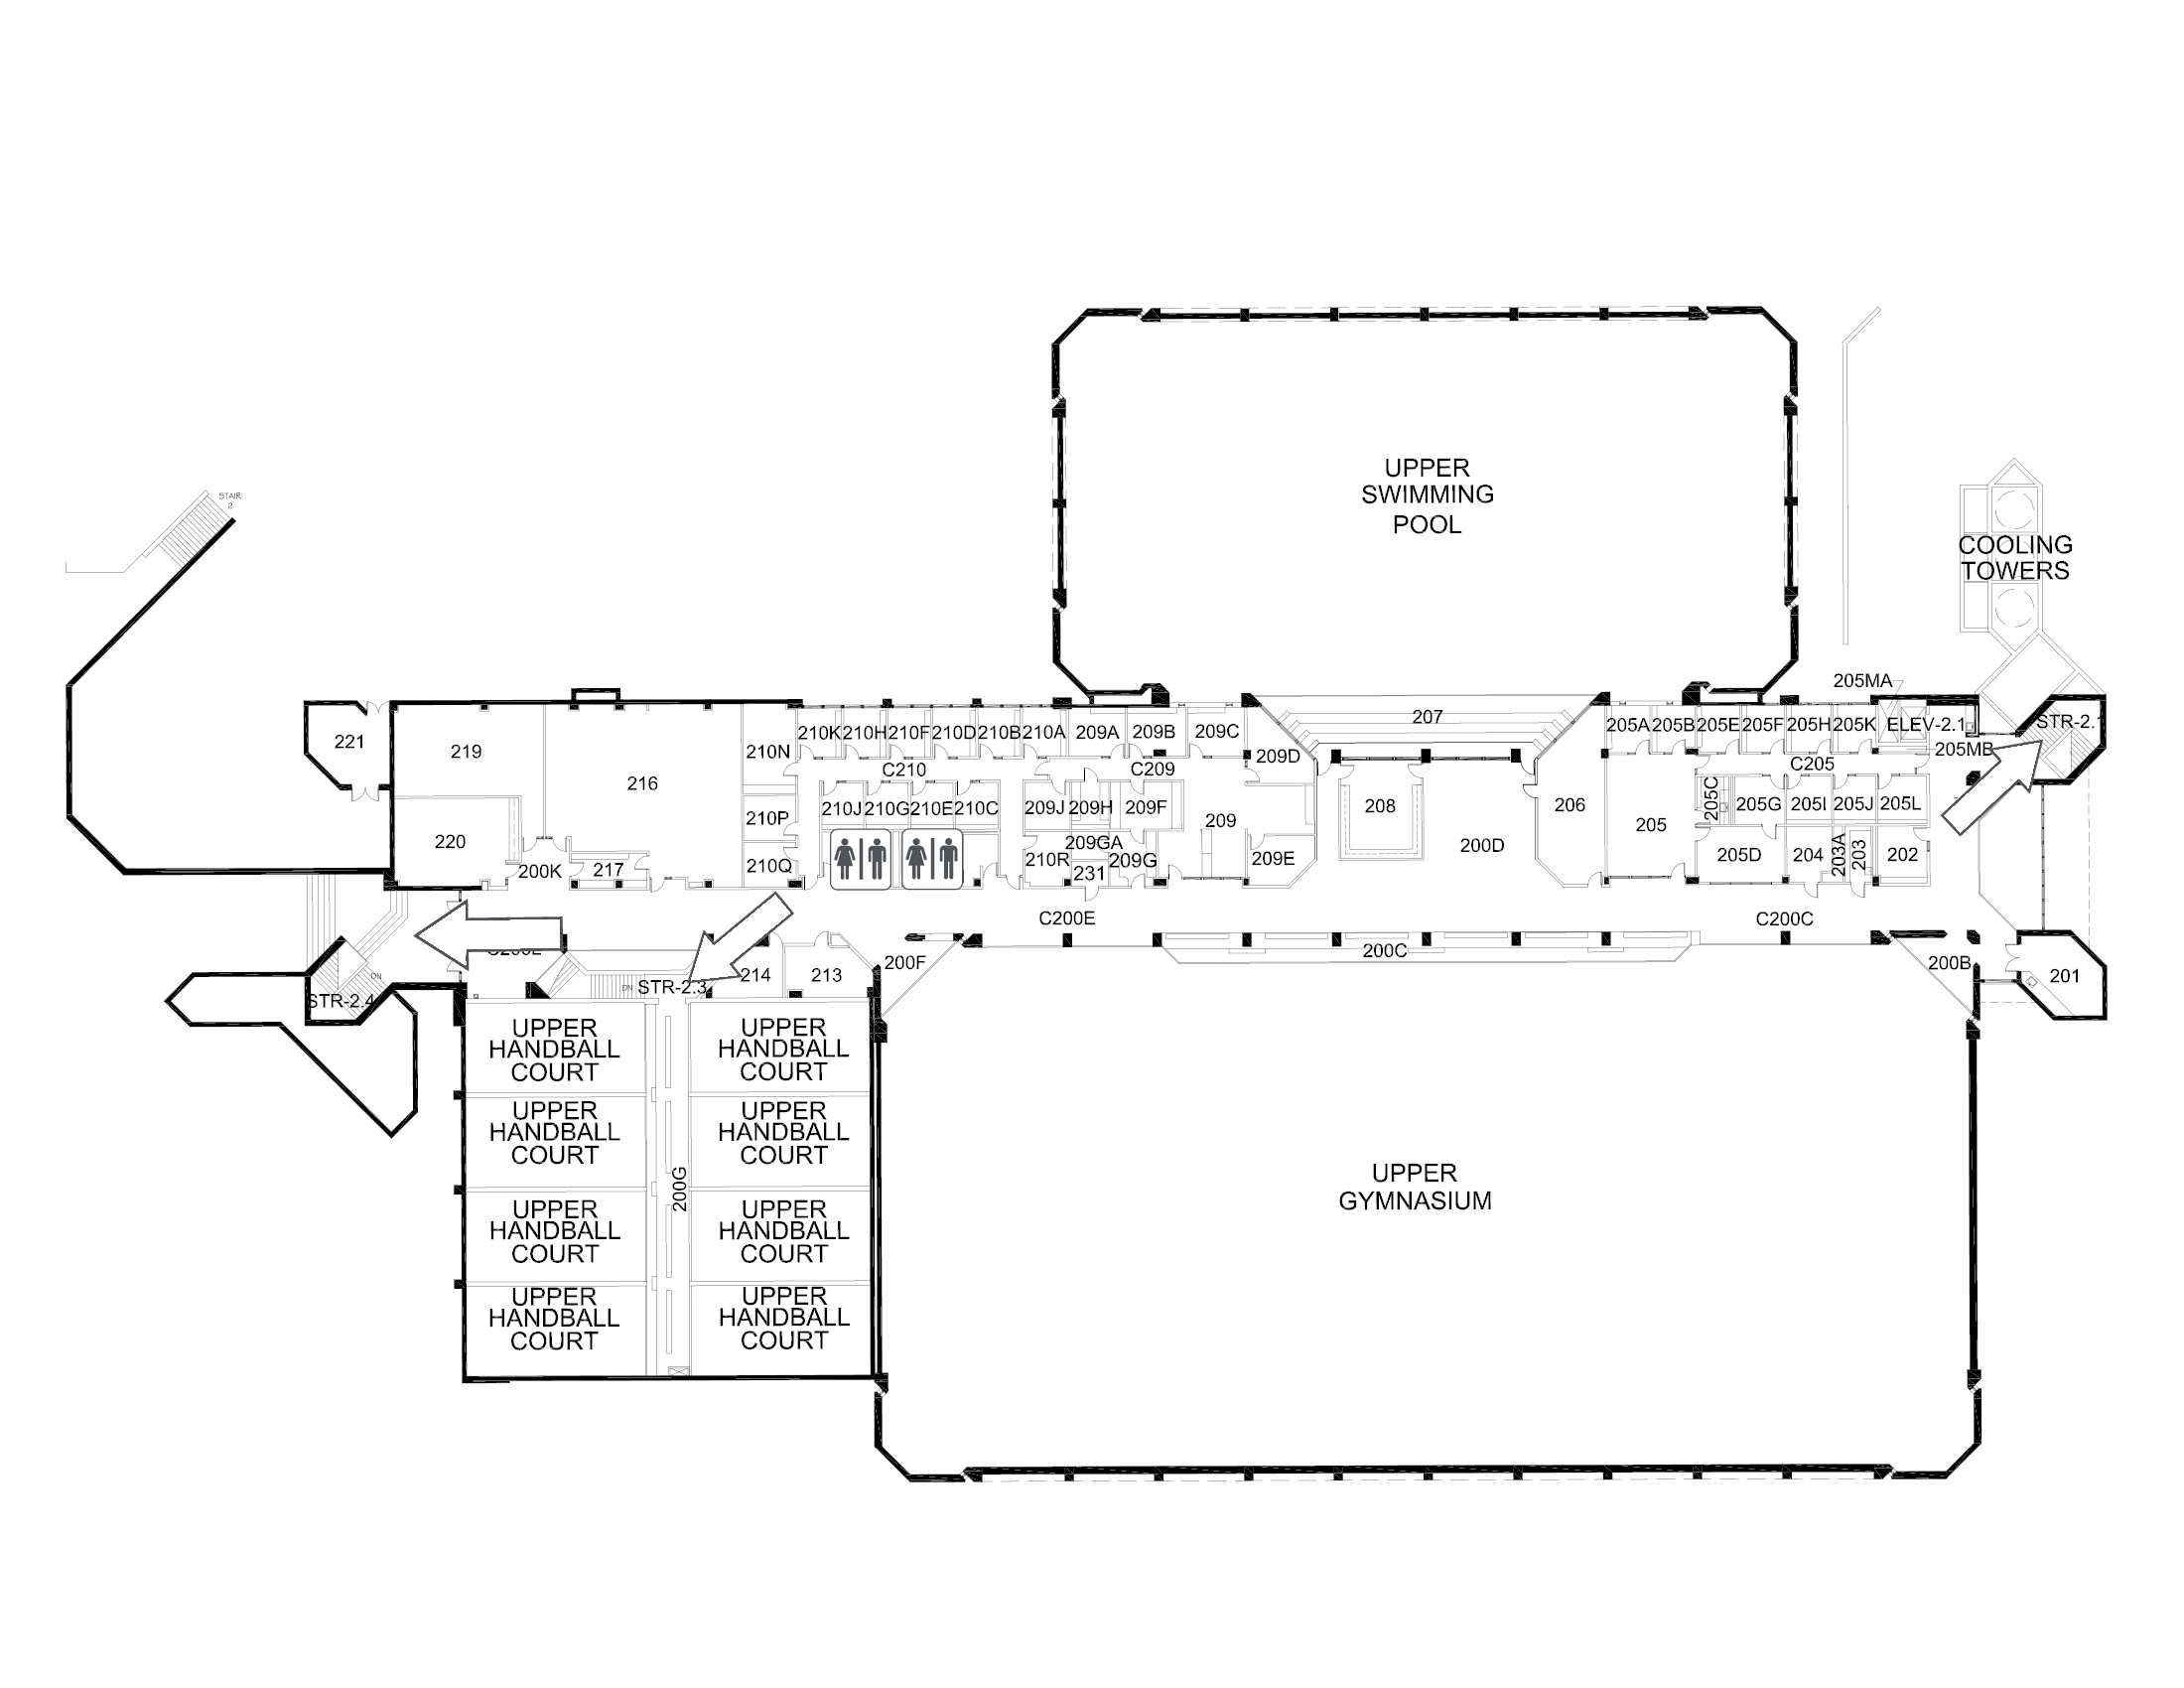 UPPER
SWIMMING
POOL
STAIR
2
COOLING
TOWERS
205MA
221
219
216
210N
210K
210H
210F
210D
210B
210A
209A
209B
209C
209D
207
205A
205B
205E
205F
205H
205K
ELEV-2.1
205MB
STR-2.1
C210
C209
C205
220
200K
217
210P
210Q
210J
210G
210E
210C
209J
209H
209F
209
209GA
210R
209G
231
209E
208
200D
206
205
205C
205G
205I
205J
205L
205D
204
203A
203
202
C200E
C200C
200C
200F
200B
201
DN
STR-2.4
DN
STR-2.3
214
213
UPPER
HANDBALL
COURT
UPPER
HANDBALL
COURT
UPPER
HANDBALL
COURT
UPPER
HANDBALL
COURT
200G
UPPER
HANDBALL
COURT
UPPER
HANDBALL
COURT
UPPER
HANDBALL
COURT
UPPER
HANDBALL
COURT
UPPER
GYMNASIUM